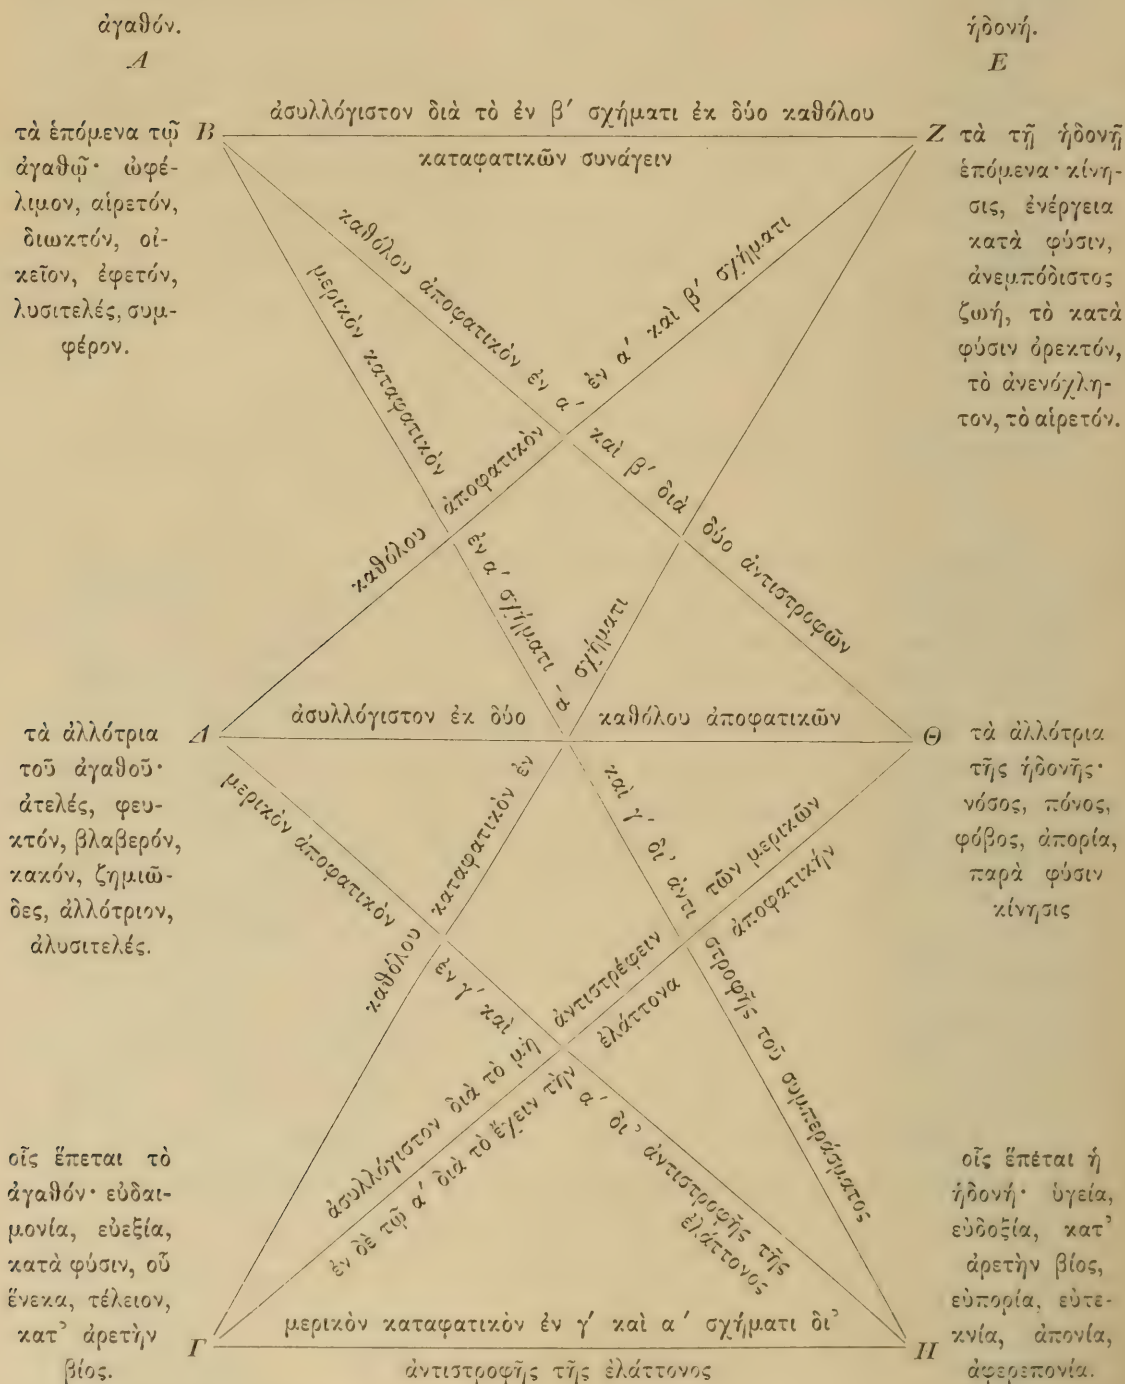 ἀγαθόν.
Α
ἡδονή.
Ε
τὰ ἑπόμενα τῷ
ἀγαθῷ· ὠφέ-
λιμον, αἱρετόν,
διωκτόν, οἰ-
κεῖον, ἐφετόν,
λυσιτελές, συμ-
φέρον.
Β
ἀσυλλόγιστον διὰ τὸ ἐν β′ σχήματι ἐκ δύο καθόλου
καταφατικῶν συνάγειν
Ζ
τὰ τῇ ἡδονῇ
ἑπόμενα· κίνη-
σις, ἐνέργεια
κατὰ φύσιν,
ἀνεμπόδιστος
ζωή, τὸ κατὰ
φύσιν ὀρεκτόν,
τὸ ἀνενόχλη-
τον, τὸ αἱρετόν.
καθόλου ἀποφατικὸν ἐν α′ καὶ β′ διὰ δύο ἀντιστροφῶν
μερικὸν καταφατικὸν ἐν α′ σχήματι καὶ γ′ δι’ ἀντιστροφῆς τοῦ συμπεράσματος
καθόλου ἀποφατικὸν ἐν α′ καὶ β′ σχήματι
καθόλου καταφατικὸν ἐν α′ σχήματι
τὰ ἀλλότρια
τοῦ ἀγαθοῦ·
ἀτελές, φευ-
κτόν, βλαβερόν,
κακόν, ζημιῶ-
δες, ἀλλότριον,
ἀλυσιτελές.
Δ
ἀσυλλόγιστον ἐκ δύο καθόλου ἀποφατικῶν
Θ
τὰ ἀλλότρια
τῆς ἡδονῆς·
νόσος, πόνος,
φόβος, ἀπορία,
παρὰ φύσιν
κίνησις
μερικὸν ἀποφατικὸν ἐν γ′ καὶ α′ δι’ ἀντιστροφῆς τῆς
ἐλάττονος
ἀσυλλόγιστον διὰ τὸ μὴ ἀντιστρέφειν τῶν μερικῶν
ἐν δὲ τῷ α′ διὰ τὸ ἔχειν τὴν ἐλάττονα ἀποφατικήν
οἷς ἕπεται τὸ
ἀγαθόν· εὐδαι-
μονία, εὐεξία,
κατὰ φύσιν, οὗ
ἕνεκα, τέλειον,
κατ’ ἀρετὴν
βίος.
Γ
μερικὸν καταφατικὸν ἐν γ′ καὶ α′ σχήματι δι’
ἀντιστροφῆς τῆς ἐλάττονος
Η
οἷς ἕπέται ἡ
ἡδονή· ὑγεία,
εὐδοξία, κατ’
ἀρετὴν βίος,
εὐπορία, εὐτε-
κνία, ἀπονία,
ἀφερεπονία.